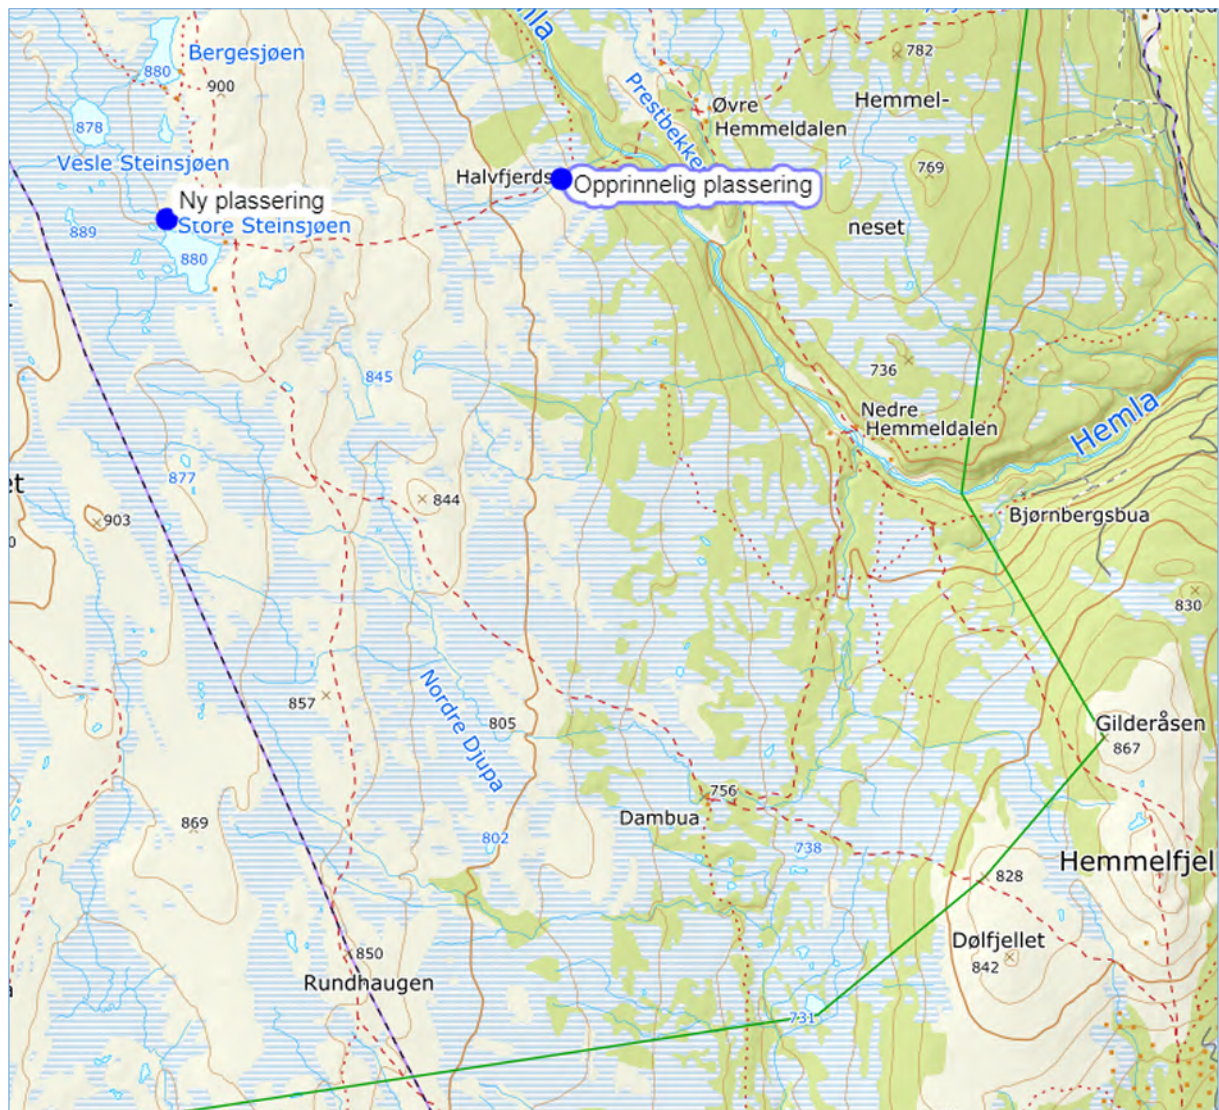 Bergesjøen
880
900
782
Øvre
Hemmeldalen
Hemmel-
Prestbekke
878
Vesle Steinsjøen
769
Halvfjerds
Opprinnelig plassering
Ny plassering
Store Steinsjøen
889
neset
880
845
736
Nedre
Hemmeldalen
Hemla
877
844
903
Bjørnbergsbua
830
857
Nordre Djupa
805
Gilderåsen
867
756
Dambua
869
802
738
Hemmelfjel
828
850
Dølfjellet
842
Rundhaugen
731